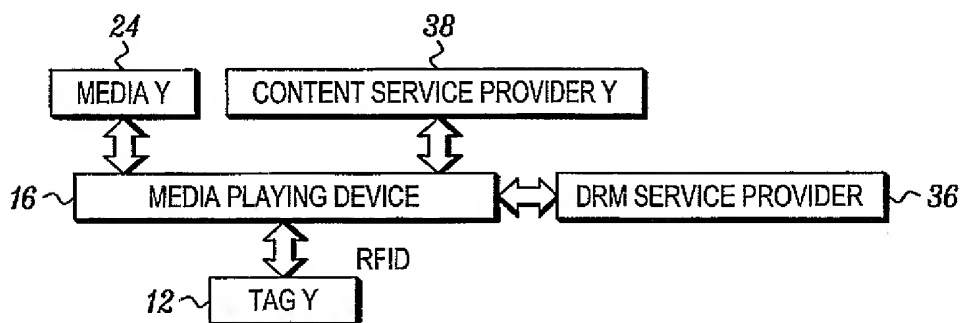 24
38
MEDIA Y
CONTENT SERVICE PROVIDER Y
16
MEDIA PLAYING DEVICE
DRM SERVICE PROVIDER
36
RFID
12
TAG Y